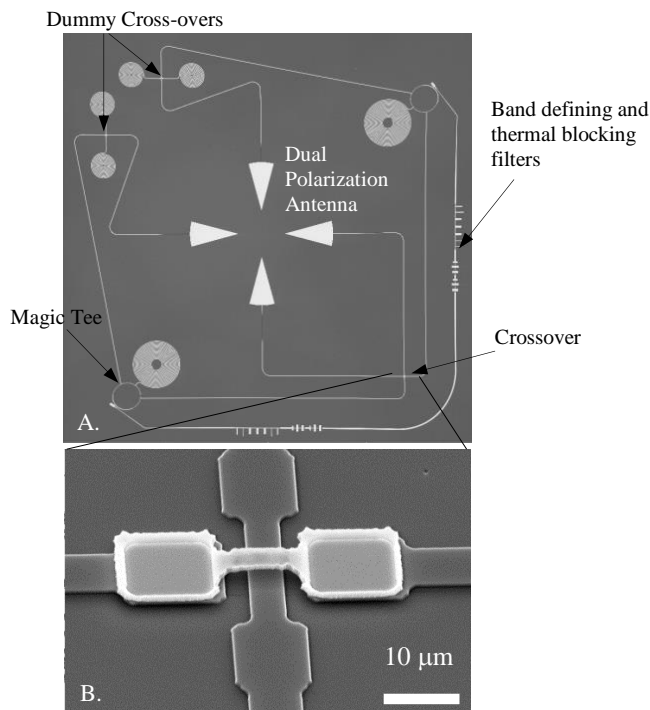 Dummy Cross-overs
Band defining and
thermal blocking
filters
Dual
Polarization
Antenna
Magic Tee
Crossover
A.
10 μm
B.